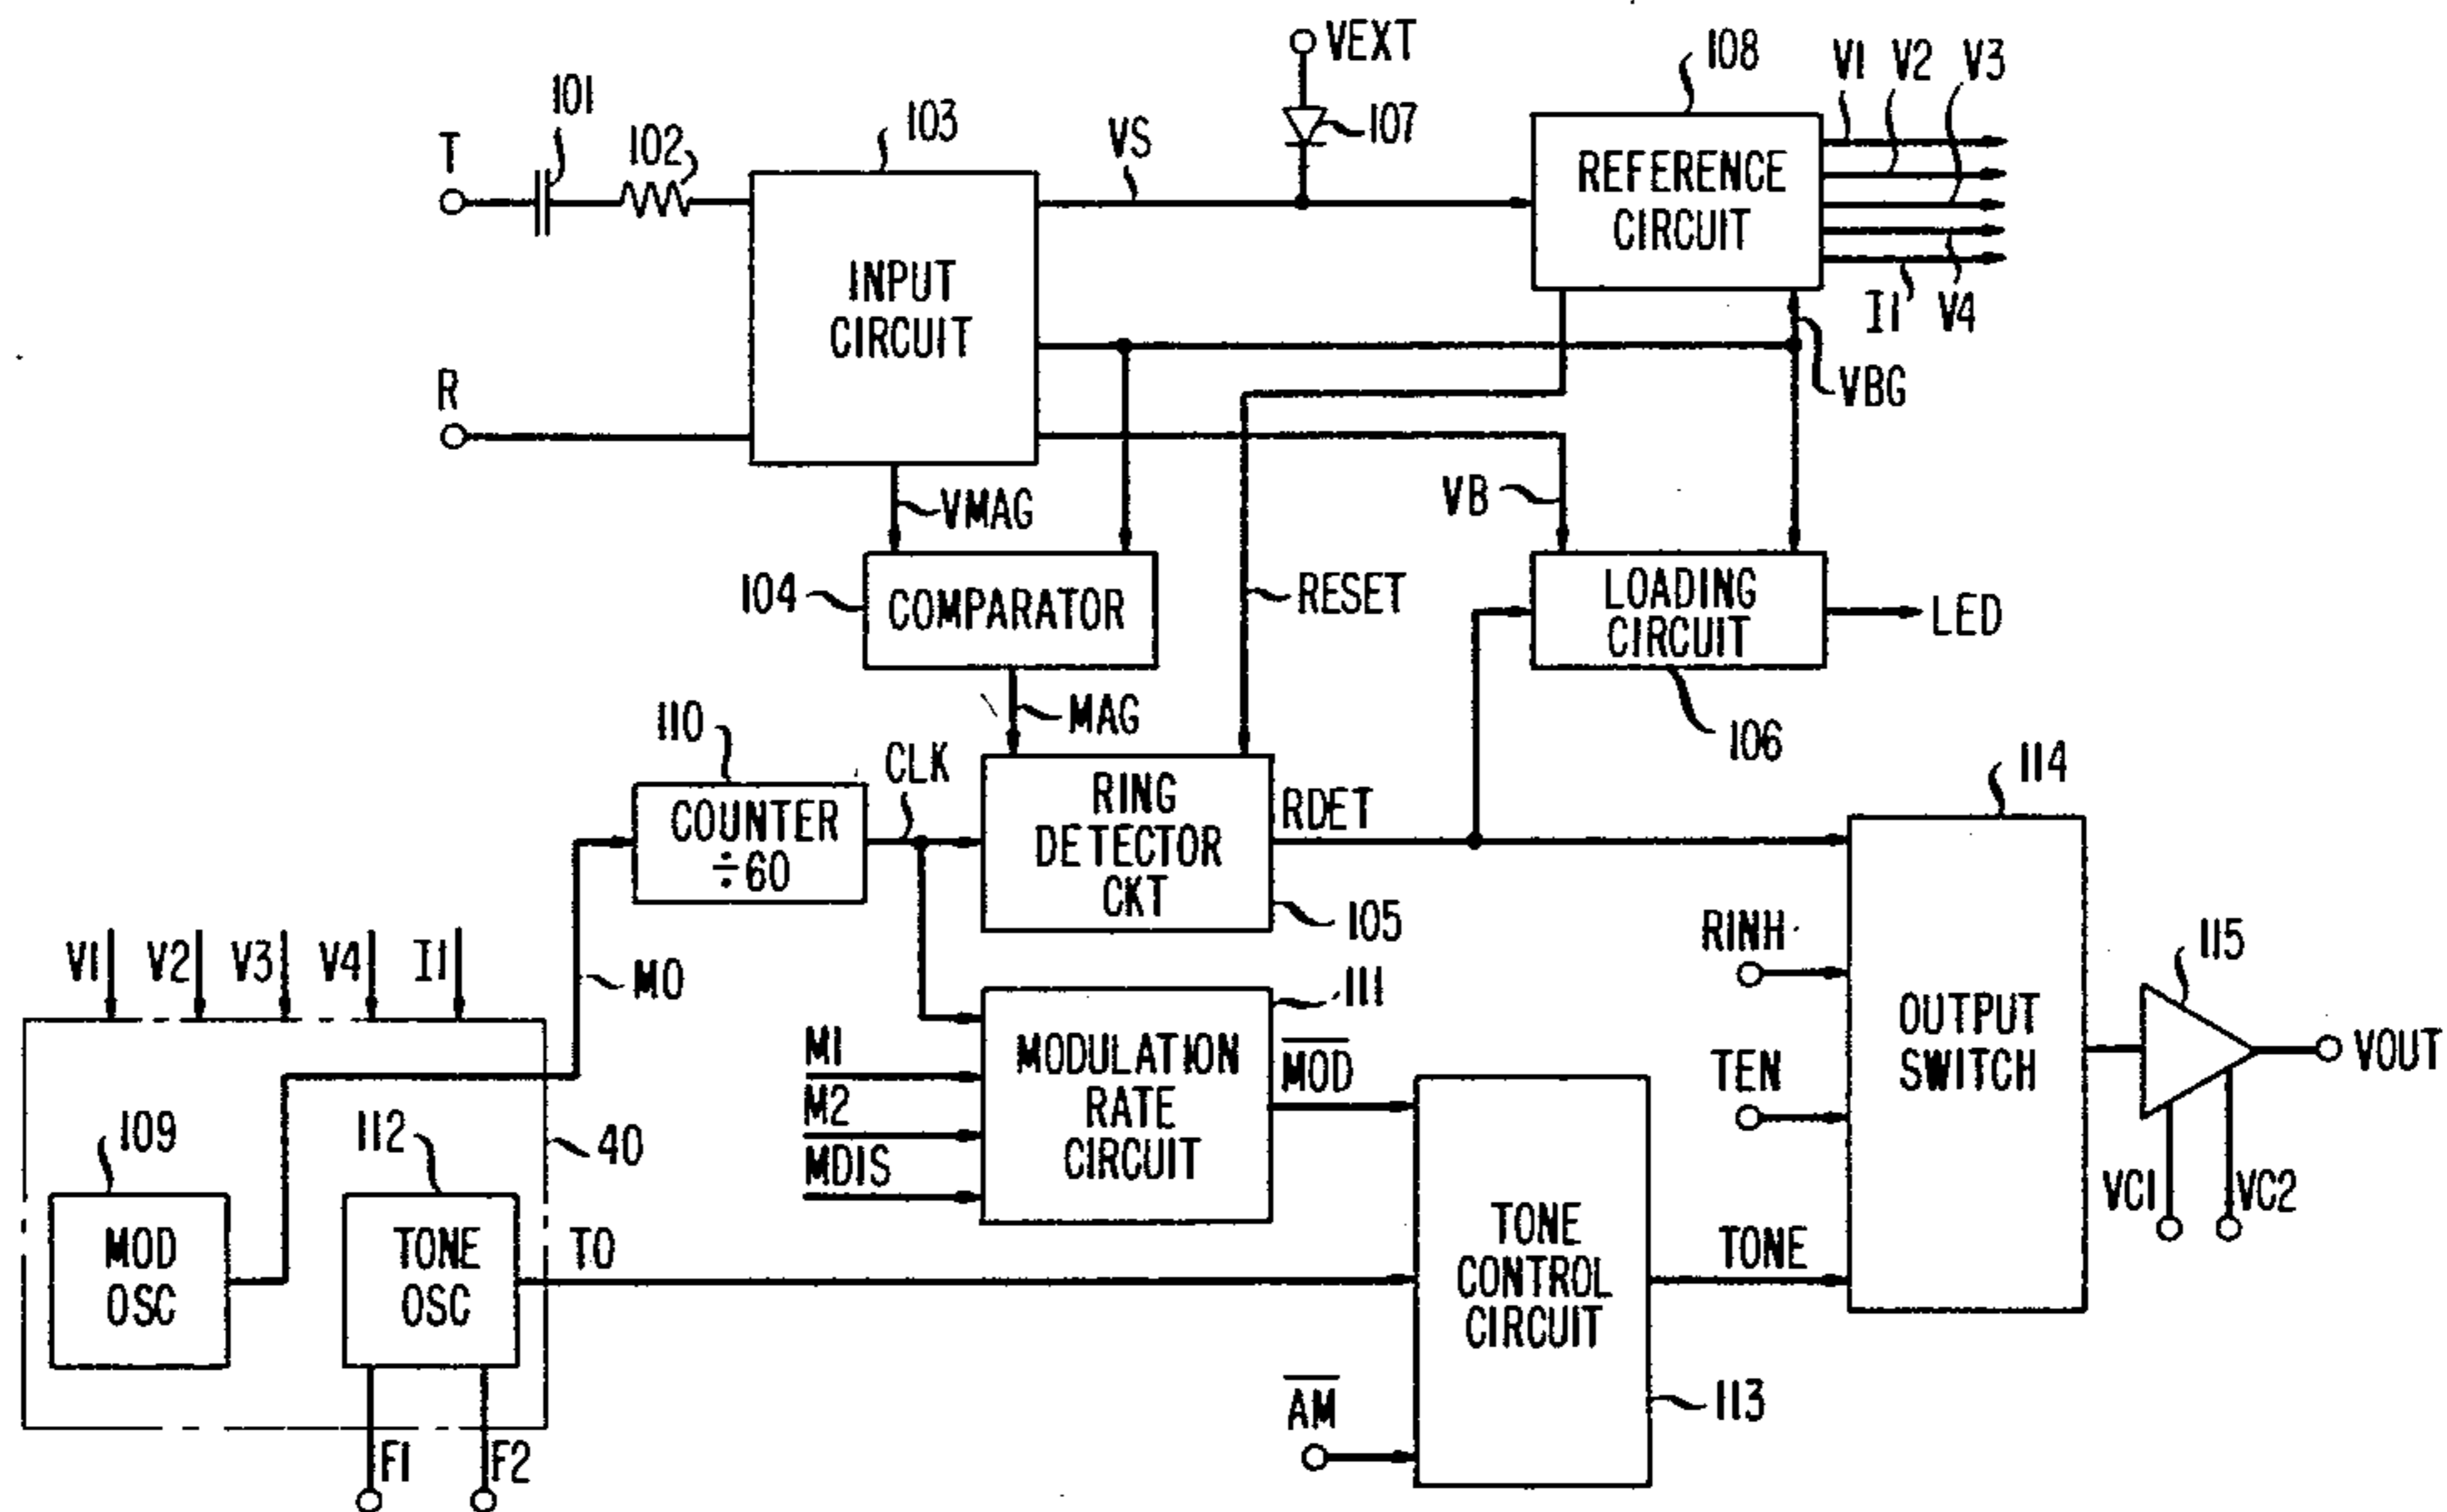 VEXT
108
V1 V2 V3
101
103
107
T
102
VS
REFERENCE
CIRCUIT
INPUT
CIRCUIT
I1 V4
R
VBG
VMAG
VB
104
COMPARATOR
RESET
LOADING
CIRCUIT
LED
MAG
110
CLK
106
114
COUNTER
÷60
RING
DETECTOR
CKT
RDET
105
RINH
115
V1 V2 V3 V4 I1
M0
111
M1
MODULATION
RATE
CIRCUIT
M̅O̅D̅
OUTPUT
SWITCH
TEN
VOUT
M2
109
112
40
MDIS
VC1
VC2
MOD
OSC
TONE
OSC
TO
TONE
CONTROL
CIRCUIT
TONE
A̅M̅
113
F1
F2